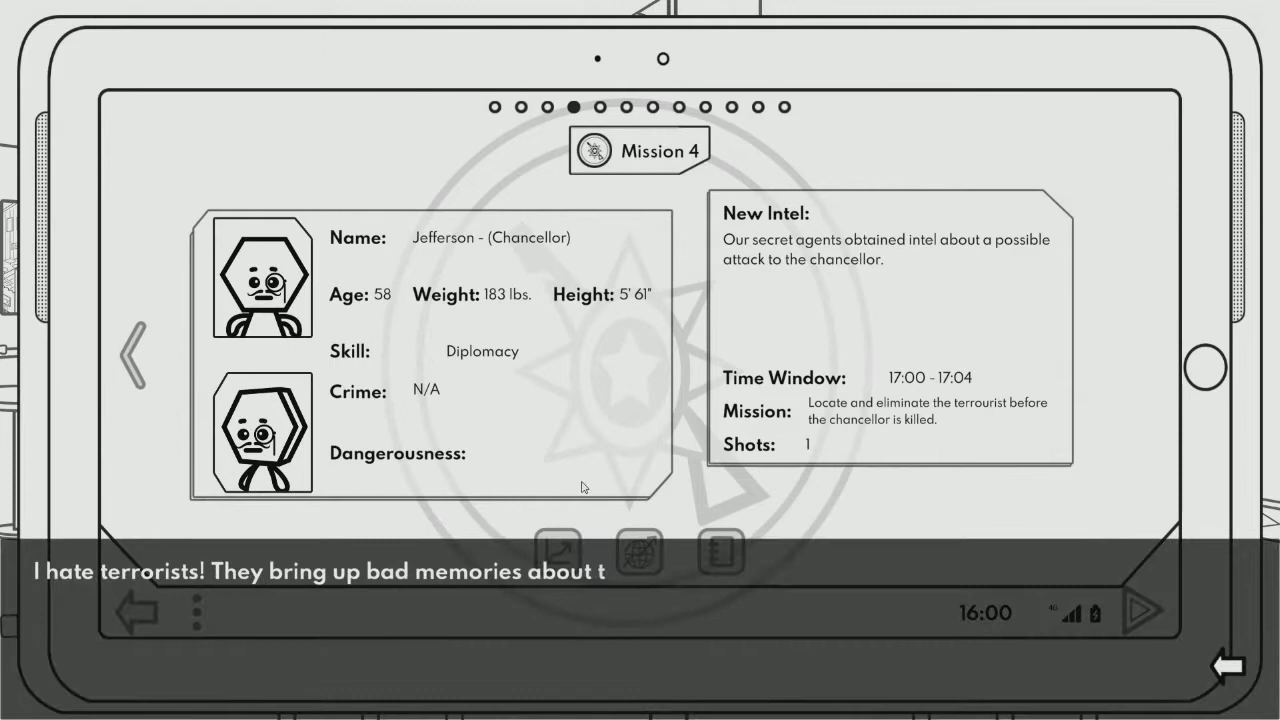 Mission 4
Name: Jefferson - (Chancellor)
Age: 58 Weight: 183 lbs. Height: 5' 61"
Skill: Diplomacy
Crime: N/A
Dangerousness:
New Intel:
Our secret agents obtained intel about a possible
attack to the chancellor.
Time Window: 17:00 - 17:04
Mission: Locate and eliminate the terrourist before
the chancellor is killed.
Shots: 1
I hate terrorists! They bring up bad memories about t
16:00 4G